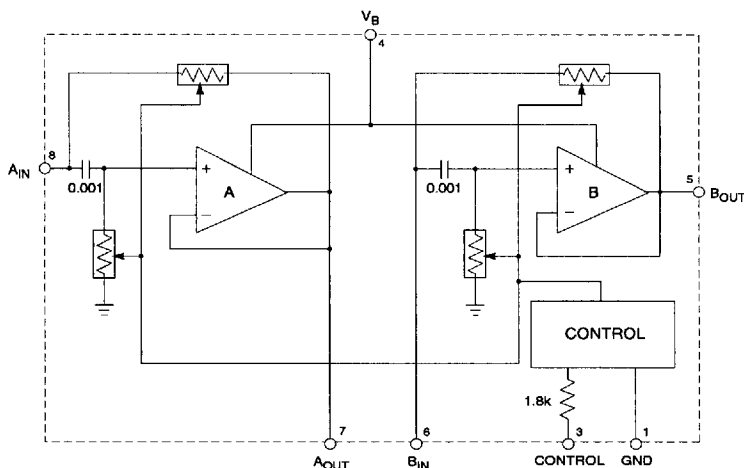 V_B
4
8
A_IN
0.001
+
A
−
0.001
+
B
−
5
B_OUT
CONTROL
1.8k
7
6
3
1
A_OUT
B_IN
CONTROL
GND